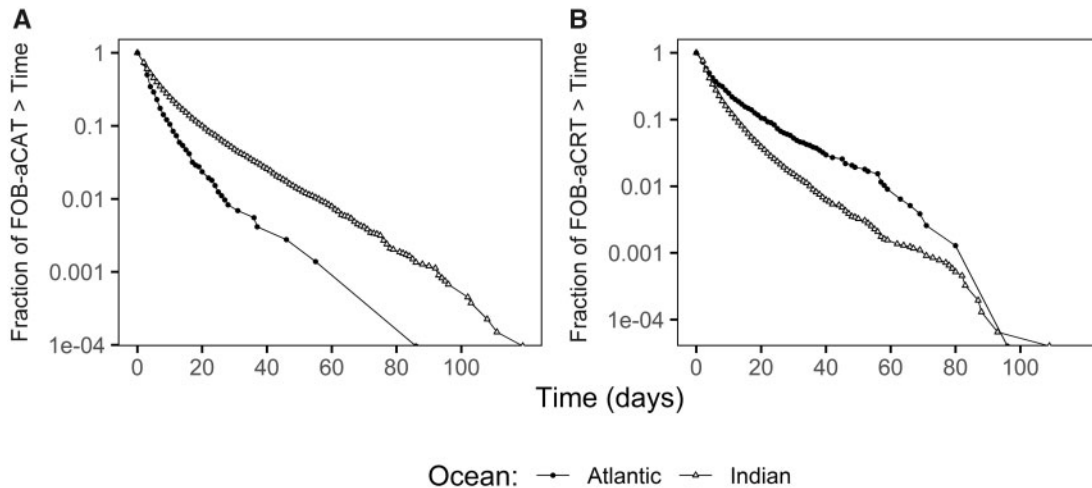 A
B
Fraction of FOB-aCAT > Time
1
0.1
0.01
0.001
1e-04
0 20 40 60 80 100
Fraction of FOB-aCRT > Time
1
0.1
0.01
0.001
1e-04
0 20 40 60 80 100
Time (days)
Ocean: Atlantic Indian